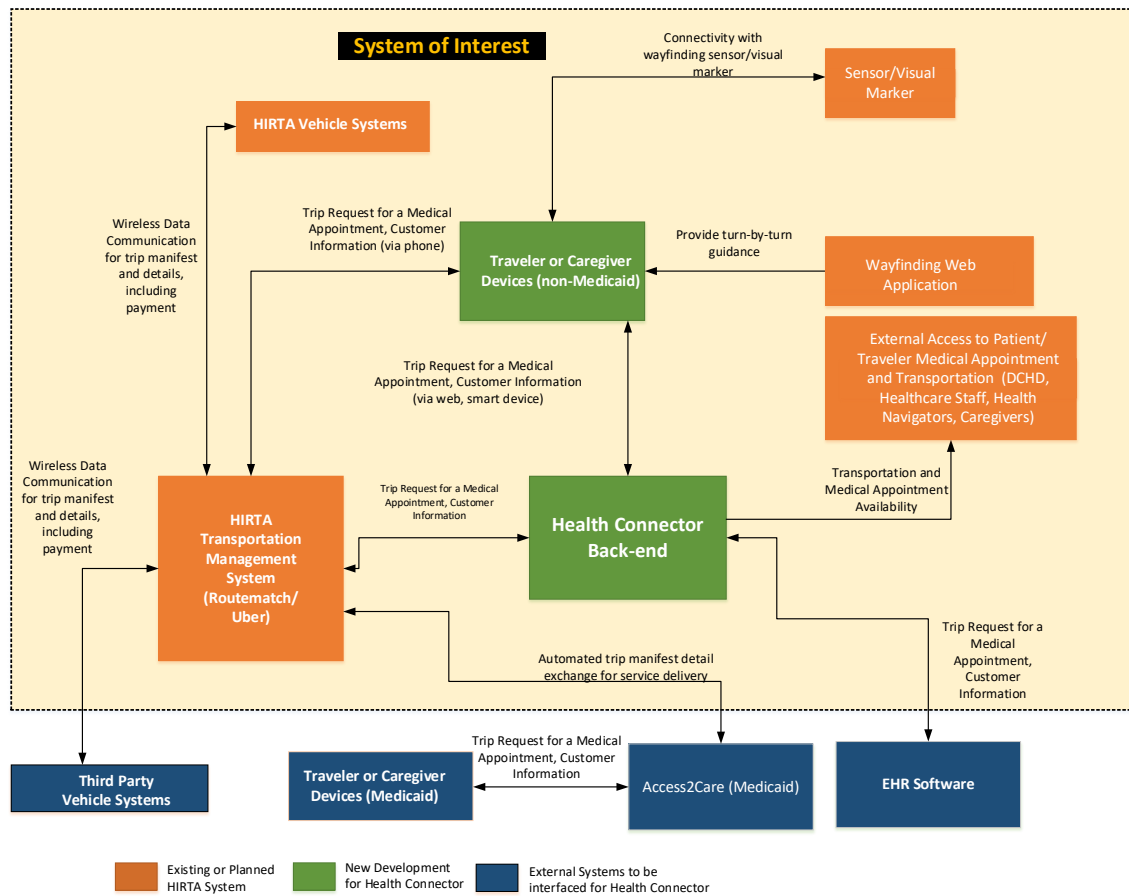 System of Interest
Connectivity with
wayfinding sensor/visual
marker
Sensor/Visual
Marker
HIRTA Vehicle Systems
Wireless Data
Communication
for trip manifest
and details,
including
payment
Trip Request for a Medical
Appointment, Customer
Information (via phone)
Traveler or Caregiver
Devices (non-Medicaid)
Provide turn-by-turn
guidance
Wayfinding Web
Application
External Access to Patient/
Traveler Medical Appointment
and Transportation (DCHD,
Healthcare Staff, Health
Navigators, Caregivers)
Trip Request for a Medical
Appointment, Customer Information
(via web, smart device)
Wireless Data
Communication
for trip manifest
and details,
including
payment
HIRTA
Transportation
Management
System
(Routematch/
Uber)
Trip Request for a Medical
Appointment, Customer
Information
Health Connector
Back-end
Transportation and
Medical Appointment
Availability
Automated trip manifest detail
exchange for service delivery
Trip Request for a
Medical
Appointment,
Customer
Information
Third Party
Vehicle Systems
Traveler or Caregiver
Devices (Medicaid)
Trip Request for a Medical
Appointment, Customer
Information
Access2Care (Medicaid)
EHR Software
Existing or Planned
HIRTA System
New Development
for Health Connector
External Systems to be
interfaced for Health Connector